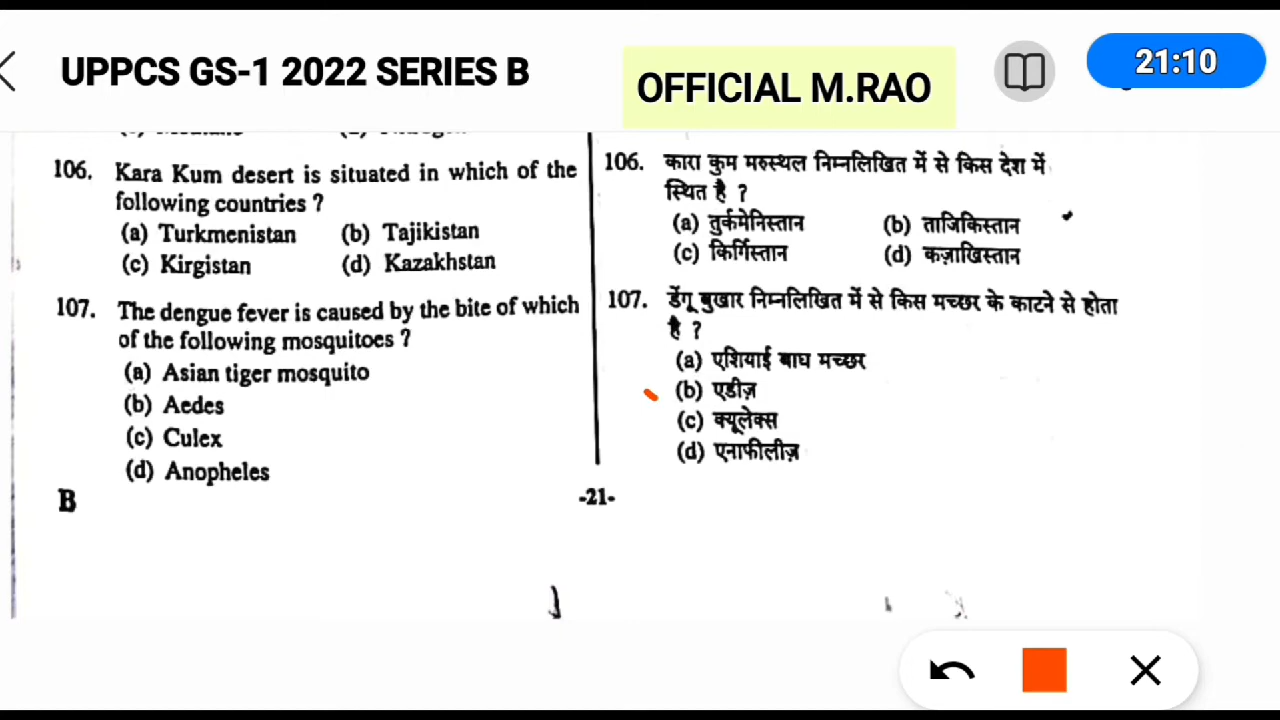 UPPCS GS-1 2022 SERIES B
OFFICIAL M.RAO
21:10
106. Kara Kum desert is situated in which of the
following countries ?
(a) Turkmenistan (b) Tajikistan
(c) Kirgistan (d) Kazakhstan
107. The dengue fever is caused by the bite of which
of the following mosquitoes ?
(a) Asian tiger mosquito
(b) Aedes
(c) Culex
(d) Anopheles
B
-21-
106. कारा कुम मरुस्थल निम्नलिखित में से किस देश में
स्थित है ?
(a) तुर्कमेनिस्तान (b) ताजिकिस्तान
(c) किर्गिस्तान (d) कज़ाखिस्तान
107. डेंगू बुखार निम्नलिखित में से किस मच्छर के काटने से होता
है ?
(a) एशियाई बाघ मच्छर
(b) एडीज़
(c) क्यूलेक्स
(d) एनाफीलीज़